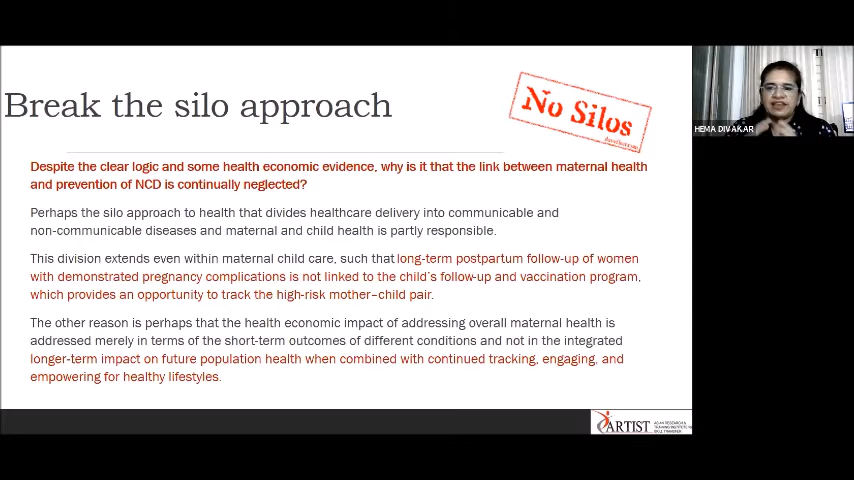 Break the silo approach
No Silos
Despite the clear logic and some health economic evidence, why is it that the link between maternal health
and prevention of NCD is continually neglected?
Perhaps the silo approach to health that divides healthcare delivery into communicable and
non-communicable diseases and maternal and child health is partly responsible.
This division extends even within maternal child care, such that long-term postpartum follow-up of women
with demonstrated pregnancy complications is not linked to the child's follow-up and vaccination program,
which provides an opportunity to track the high-risk mother–child pair.
The other reason is perhaps that the health economic impact of addressing overall maternal health is
addressed merely in terms of the short-term outcomes of different conditions and not in the integrated
longer-term impact on future population health when combined with continued tracking, engaging, and
empowering for healthy lifestyles.
HEMA DIVAKAR
ARTIST
ASIAN RESEARCH &
TRAINING INSTITUTE
SKILL TRANSFER